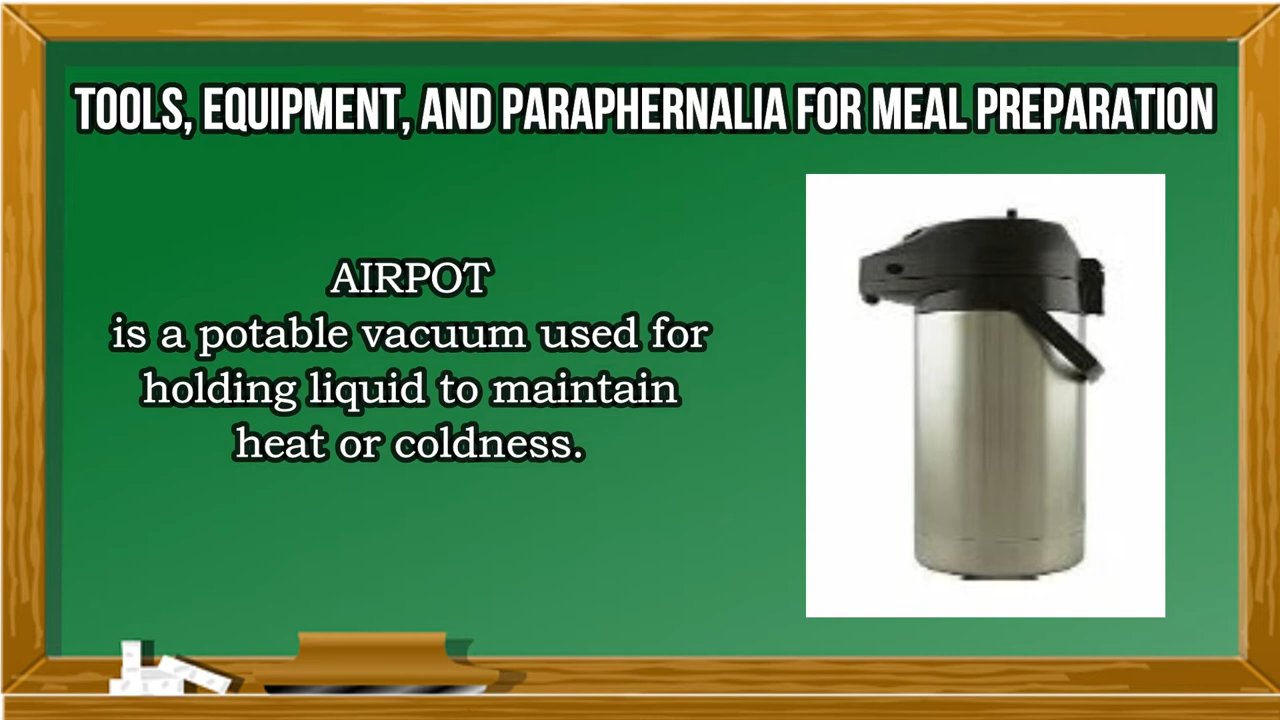 TOOLS, EQUIPMENT, AND PARAPHERNALIA FOR MEAL PREPARATION
AIRPOT
is a potable vacuum used for
holding liquid to maintain
heat or coldness.